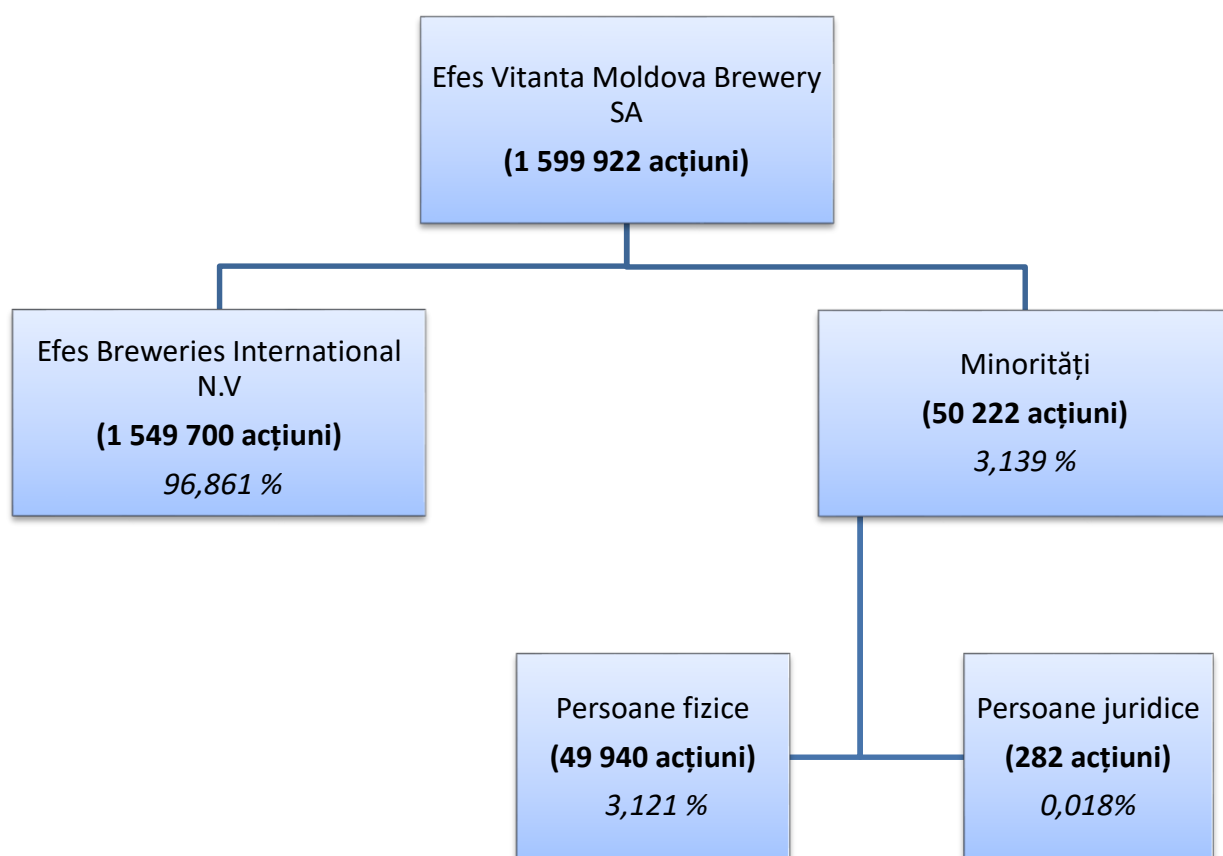 Efes Vitanta Moldova Brewery
SA
(1 599 922 acțiuni)
Efes Breweries International
N.V
(1 549 700 acțiuni)
96,861 %
Minorități
(50 222 acțiuni)
3,139 %
Persoane fizice
(49 940 acțiuni)
3,121 %
Persoane juridice
(282 acțiuni)
0,018%